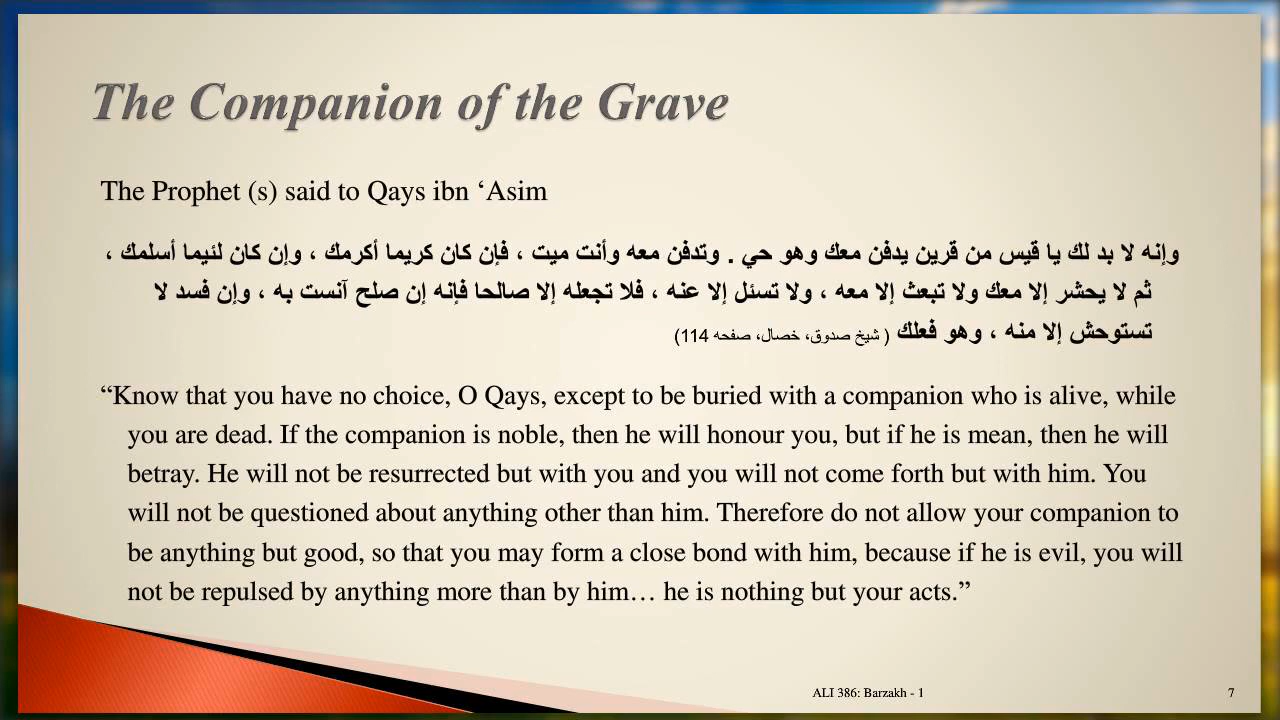 The Companion of the Grave
The Prophet (s) said to Qays ibn ‘Asim
وإنه لا بد لك يا قيس من قرين يدفن معك وهو حي . وتدفن معه وأنت ميت ، فإن كان كريما أكرمك ، وإن كان لئيما أسلمك ،
ثم لا يحشر إلا معك ولا تبعث إلا معه ، ولا تسئل إلا عنه ، فلا تجعله إلا صالحا فإنه إن صلح آنست به ، وإن فسد لا
تستوحش إلا منه ، وهو فعلك ( شيخ صدوق، خصال، صفحه 114)
“Know that you have no choice, O Qays, except to be buried with a companion who is alive, while
you are dead. If the companion is noble, then he will honour you, but if he is mean, then he will
betray. He will not be resurrected but with you and you will not come forth but with him. You
will not be questioned about anything other than him. Therefore do not allow your companion to
be anything but good, so that you may form a close bond with him, because if he is evil, you will
not be repulsed by anything more than by him… he is nothing but your acts.”
ALI 386: Barzakh - 1
7